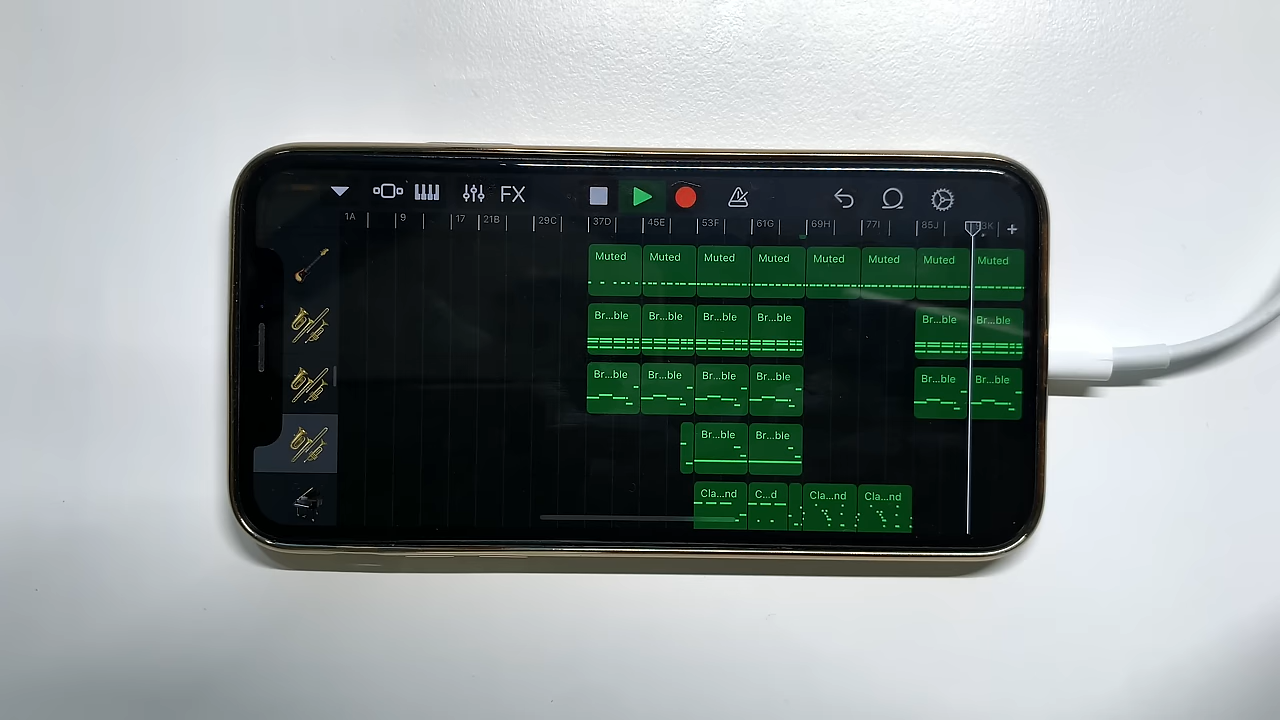 FX
1A 9 17 21B 29C 37D 45E 53F 61G 69H 77I 85J 93K +
Muted Muted Muted Muted Muted Muted Muted Muted
Br...ble Br...ble Br...ble Br...ble Br...ble Br...ble
Br...ble Br...ble Br...ble Br...ble Br...ble Br...ble
Br...ble Br...ble
Cla...nd C...d Cla...nd Cla...nd